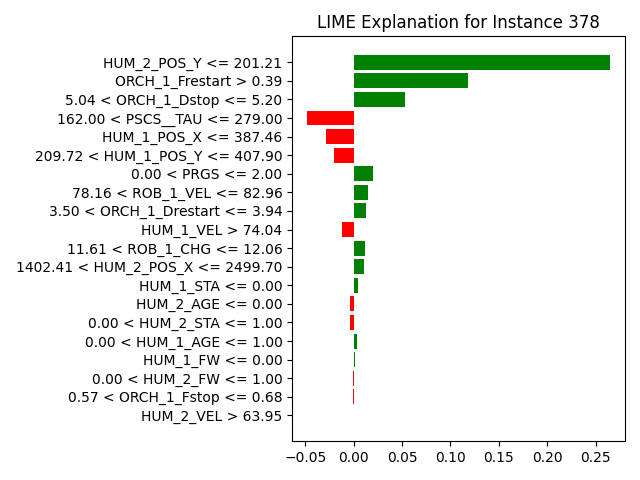 LIME Explanation for Instance 378
HUM_2_POS_Y <= 201.21
ORCH_1_Frestart > 0.39
5.04 < ORCH_1_Dstop <= 5.20
162.00 < PSCS__TAU <= 279.00
HUM_1_POS_X <= 387.46
209.72 < HUM_1_POS_Y <= 407.90
0.00 < PRGS <= 2.00
78.16 < ROB_1_VEL <= 82.96
3.50 < ORCH_1_Drestart <= 3.94
HUM_1_VEL > 74.04
11.61 < ROB_1_CHG <= 12.06
1402.41 < HUM_2_POS_X <= 2499.70
HUM_1_STA <= 0.00
HUM_2_AGE <= 0.00
0.00 < HUM_2_STA <= 1.00
0.00 < HUM_1_AGE <= 1.00
HUM_1_FW <= 0.00
0.00 < HUM_2_FW <= 1.00
0.57 < ORCH_1_Fstop <= 0.68
HUM_2_VEL > 63.95
−0.05 0.00 0.05 0.10 0.15 0.20 0.25